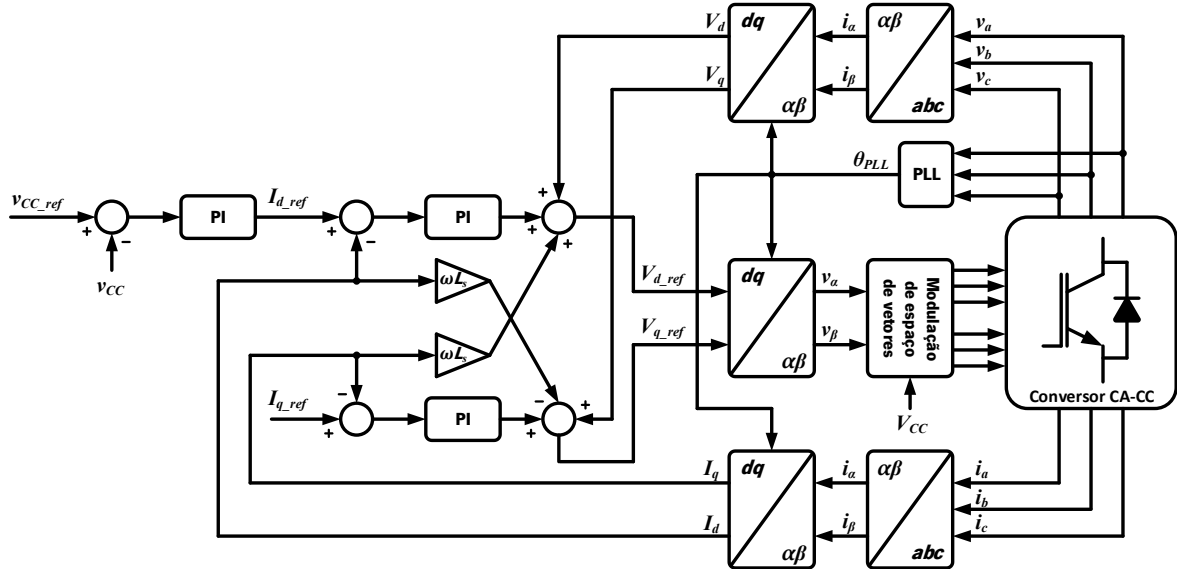 V_d
dq
αβ
i_α
αβ
abc
v_a
V_q
i_β
v_b
v_c
θ_PLL
PLL
v_CC_ref
+
−
v_CC
PI
I_d_ref
+
−
PI
+
+
+
ωL_s
ωL_s
V_d_ref
V_q_ref
dq
αβ
v_α
v_β
Modulação
de espaço
de vetores
V_CC
Conversor CA-CC
I_q_ref
+
−
PI
+
−
+
I_q
I_d
dq
αβ
i_α
i_β
αβ
abc
i_a
i_b
i_c